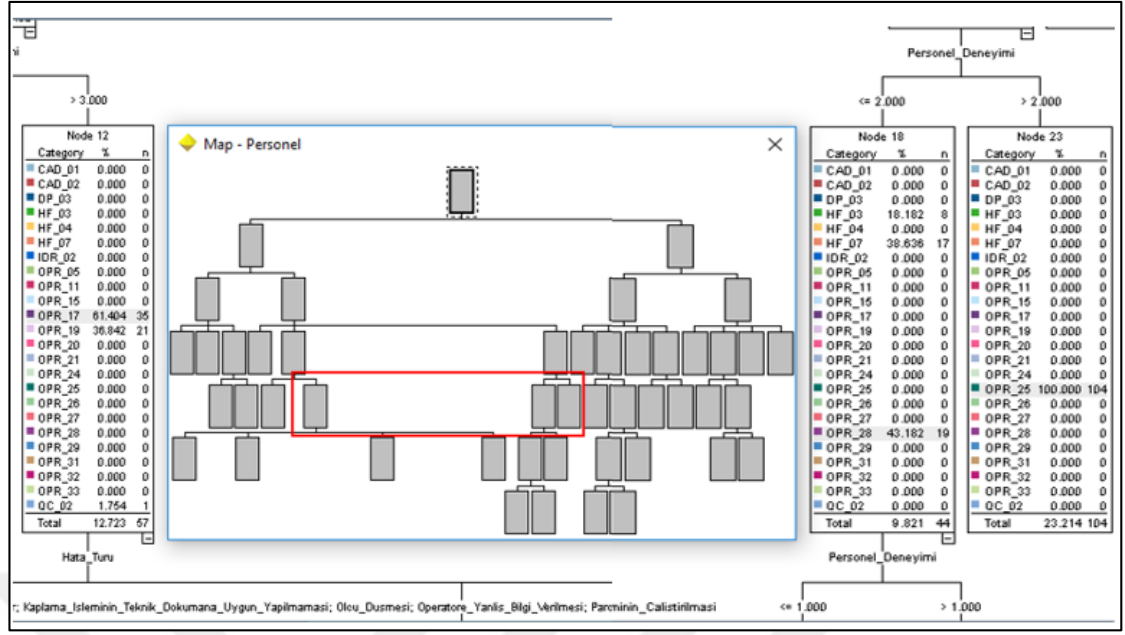 Personel_Deneyimi
> 3.000
<= 2.000
> 2.000
Node 12
Category % n
CAD_01 0.000 0
CAD_02 0.000 0
DP_03 0.000 0
HF_03 0.000 0
HF_04 0.000 0
HF_07 0.000 0
IDR_02 0.000 0
OPR_05 0.000 0
OPR_11 0.000 0
OPR_15 0.000 0
OPR_17 61.404 35
OPR_19 36.842 21
OPR_20 0.000 0
OPR_21 0.000 0
OPR_24 0.000 0
OPR_25 0.000 0
OPR_26 0.000 0
OPR_27 0.000 0
OPR_28 0.000 0
OPR_29 0.000 0
OPR_31 0.000 0
OPR_32 0.000 0
OPR_33 0.000 0
QC_02 1.754 1
Total 12.723 57
Hata_Turu
Map - Personel
Node 18
Category % n
CAD_01 0.000 0
CAD_02 0.000 0
DP_03 0.000 0
HF_03 18.182 8
HF_04 0.000 0
HF_07 38.636 17
IDR_02 0.000 0
OPR_05 0.000 0
OPR_11 0.000 0
OPR_15 0.000 0
OPR_17 0.000 0
OPR_19 0.000 0
OPR_20 0.000 0
OPR_21 0.000 0
OPR_24 0.000 0
OPR_25 0.000 0
OPR_26 0.000 0
OPR_27 0.000 0
OPR_28 43.182 19
OPR_29 0.000 0
OPR_31 0.000 0
OPR_32 0.000 0
OPR_33 0.000 0
QC_02 0.000 0
Total 9.821 44
Personel_Deneyimi
Node 23
Category % n
CAD_01 0.000 0
CAD_02 0.000 0
DP_03 0.000 0
HF_03 0.000 0
HF_04 0.000 0
HF_07 0.000 0
IDR_02 0.000 0
OPR_05 0.000 0
OPR_11 0.000 0
OPR_15 0.000 0
OPR_17 0.000 0
OPR_19 0.000 0
OPR_20 0.000 0
OPR_21 0.000 0
OPR_24 0.000 0
OPR_25 100.000 104
OPR_26 0.000 0
OPR_27 0.000 0
OPR_28 0.000 0
OPR_29 0.000 0
OPR_31 0.000 0
OPR_32 0.000 0
OPR_33 0.000 0
QC_02 0.000 0
Total 23.214 104
r; Kaplama_Isleminin_Teknik_Dokumana_Uygun_Yapilmamasi; Olcu_Dusmesi; Operatore_Yanlis_Bilgi_Verilmesi; Parcninin_Calistirilmasi
<= 1.000
> 1.000